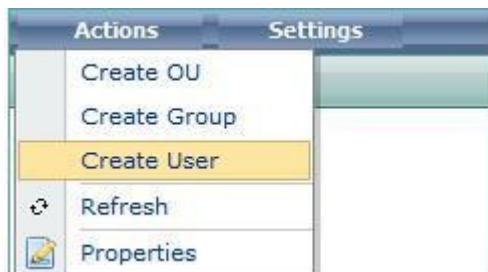 Actions Settings
Create OU
Create Group
Create User
Refresh
Properties